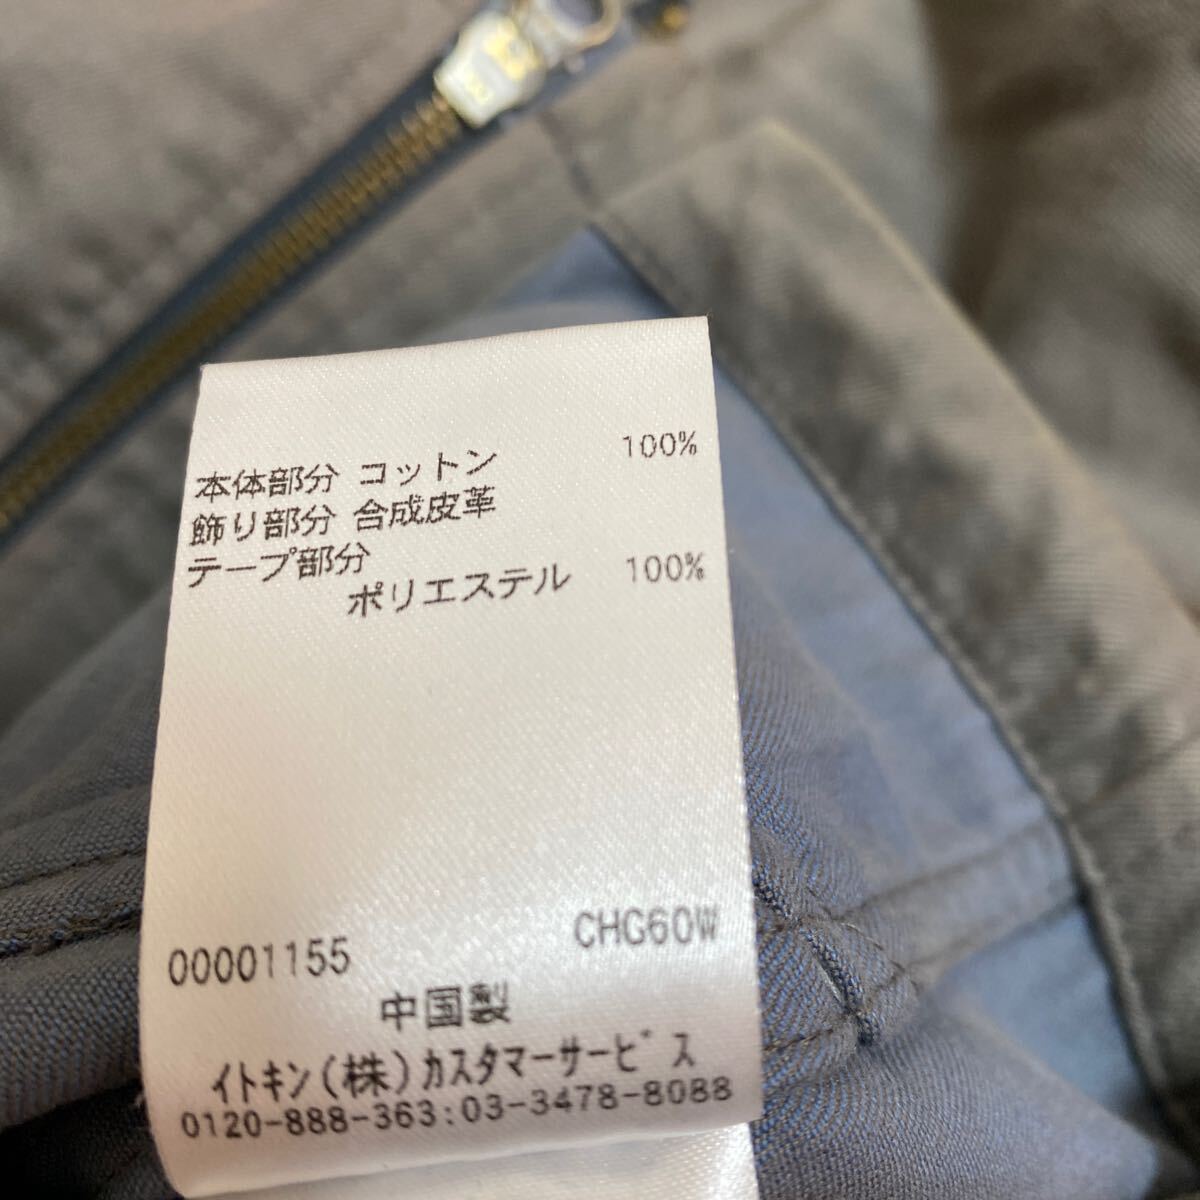 本体部分 コットン 100%
飾り部分 合成皮革
テープ部分
ポリエステル 100%
00001155 CHG60W
中国製
イトキン(株)カスタマーサービス
0120-888-363:03-3478-8088